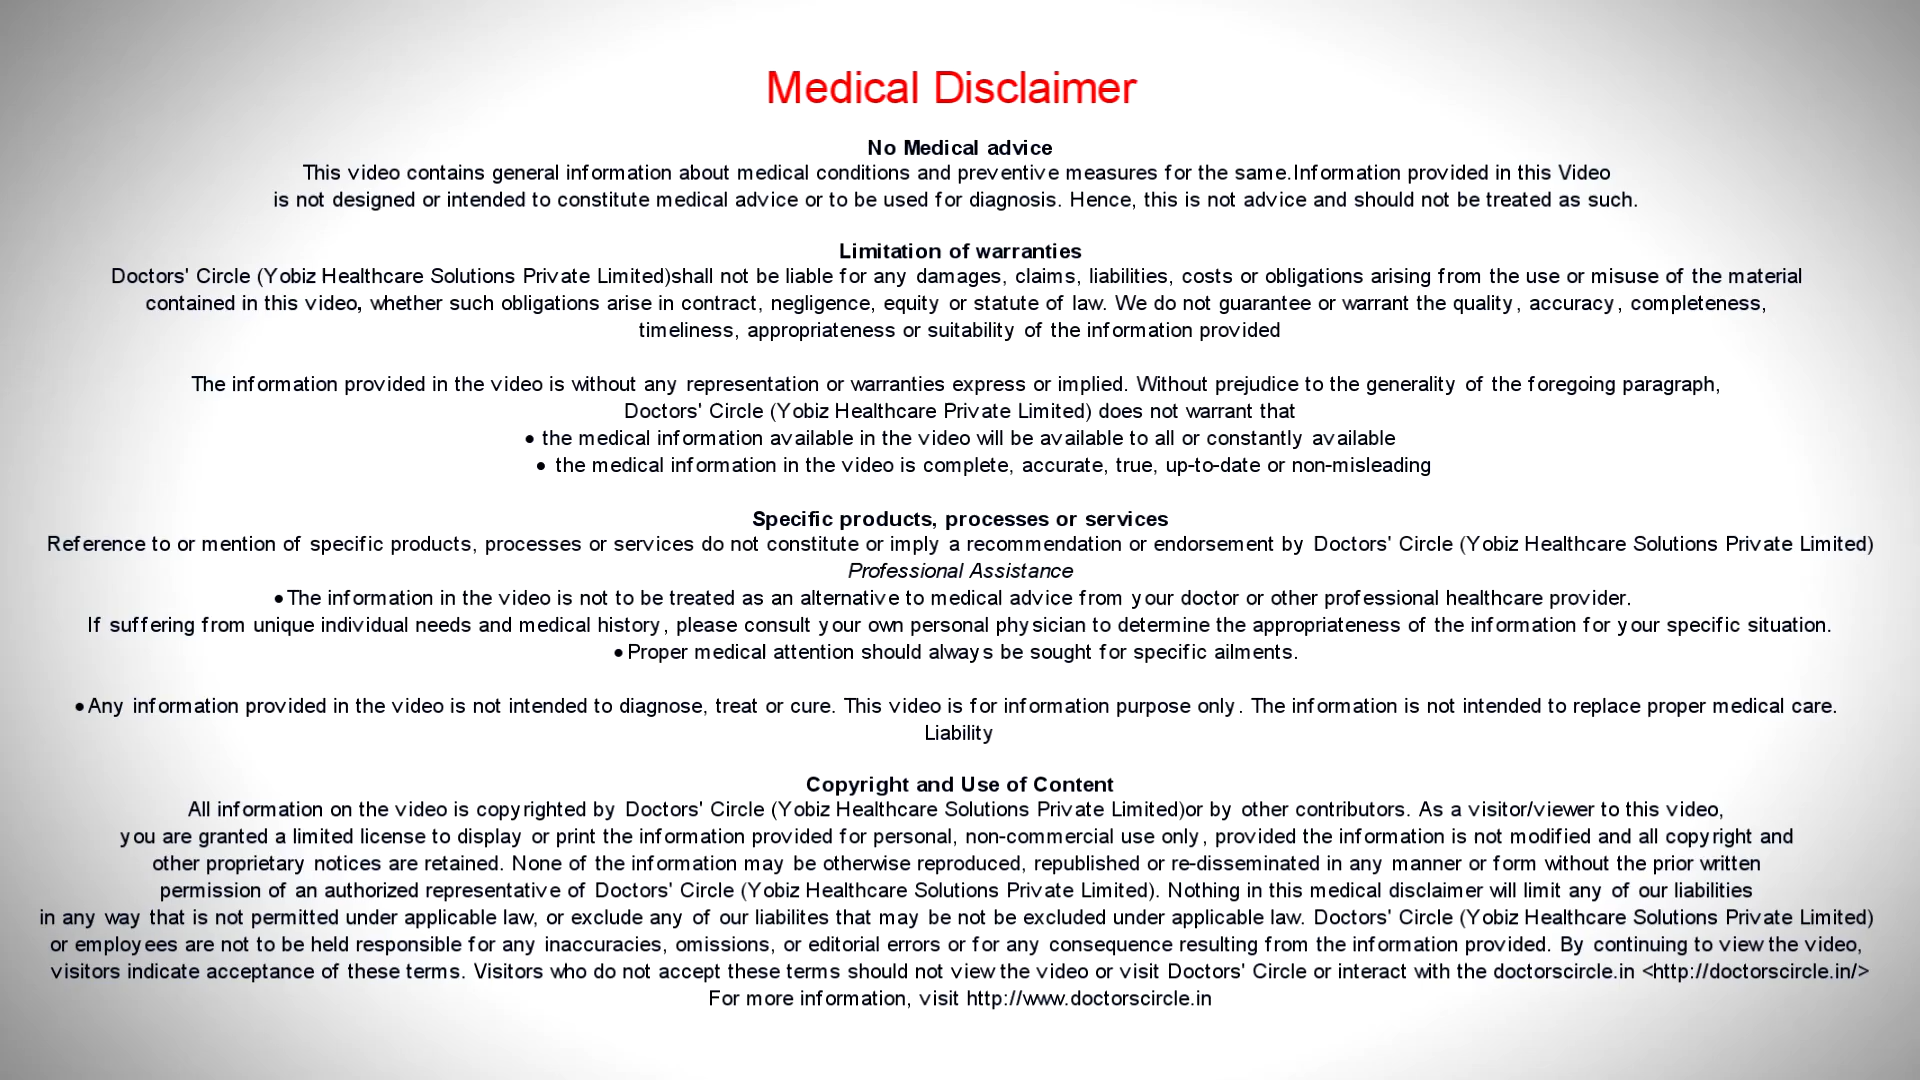 Medical Disclaimer
No Medical advice
This video contains general information about medical conditions and preventive measures for the same.Information provided in this Video
is not designed or intended to constitute medical advice or to be used for diagnosis. Hence, this is not advice and should not be treated as such.
Limitation of warranties
Doctors' Circle (Yobiz Healthcare Solutions Private Limited)shall not be liable for any damages, claims, liabilities, costs or obligations arising from the use or misuse of the material
contained in this video, whether such obligations arise in contract, negligence, equity or statute of law. We do not guarantee or warrant the quality, accuracy, completeness,
timeliness, appropriateness or suitability of the information provided
The information provided in the video is without any representation or warranties express or implied. Without prejudice to the generality of the foregoing paragraph,
Doctors' Circle (Yobiz Healthcare Private Limited) does not warrant that
• the medical information available in the video will be available to all or constantly available
• the medical information in the video is complete, accurate, true, up-to-date or non-misleading
Specific products, processes or services
Reference to or mention of specific products, processes or services do not constitute or imply a recommendation or endorsement by Doctors' Circle (Yobiz Healthcare Solutions Private Limited)
Professional Assistance
•The information in the video is not to be treated as an alternative to medical advice from your doctor or other professional healthcare provider.
If suffering from unique individual needs and medical history, please consult your own personal physician to determine the appropriateness of the information for your specific situation.
•Proper medical attention should always be sought for specific ailments.
•Any information provided in the video is not intended to diagnose, treat or cure. This video is for information purpose only. The information is not intended to replace proper medical care.
Liability
Copyright and Use of Content
All information on the video is copyrighted by Doctors' Circle (Yobiz Healthcare Solutions Private Limited)or by other contributors. As a visitor/viewer to this video,
you are granted a limited license to display or print the information provided for personal, non-commercial use only, provided the information is not modified and all copyright and
other proprietary notices are retained. None of the information may be otherwise reproduced, republished or re-disseminated in any manner or form without the prior written
permission of an authorized representative of Doctors' Circle (Yobiz Healthcare Solutions Private Limited). Nothing in this medical disclaimer will limit any of our liabilities
in any way that is not permitted under applicable law, or exclude any of our liabilites that may be not be excluded under applicable law. Doctors' Circle (Yobiz Healthcare Solutions Private Limited)
or employees are not to be held responsible for any inaccuracies, omissions, or editorial errors or for any consequence resulting from the information provided. By continuing to view the video,
visitors indicate acceptance of these terms. Visitors who do not accept these terms should not view the video or visit Doctors' Circle or interact with the doctorscircle.in <http://doctorscircle.in/>
For more information, visit http://www.doctorscircle.in